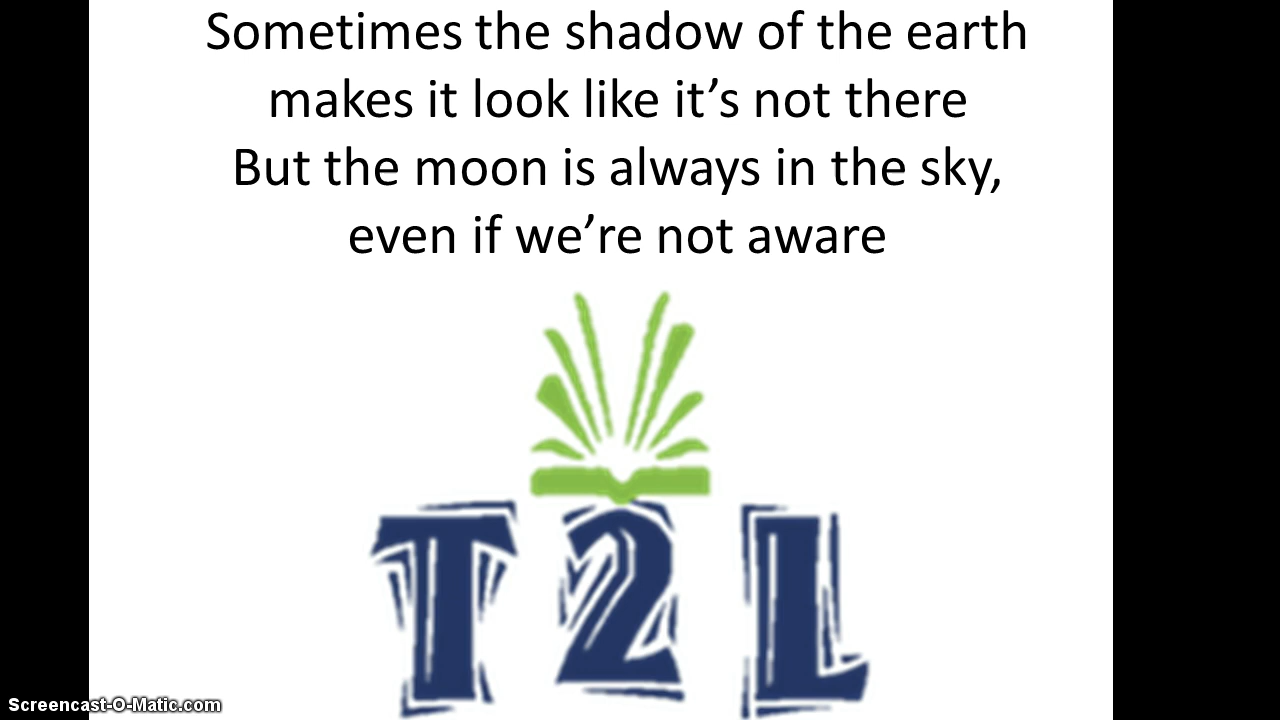 Sometimes the shadow of the earth
makes it look like it’s not there
But the moon is always in the sky,
even if we’re not aware
T2L
Screencast-O-Matic.com